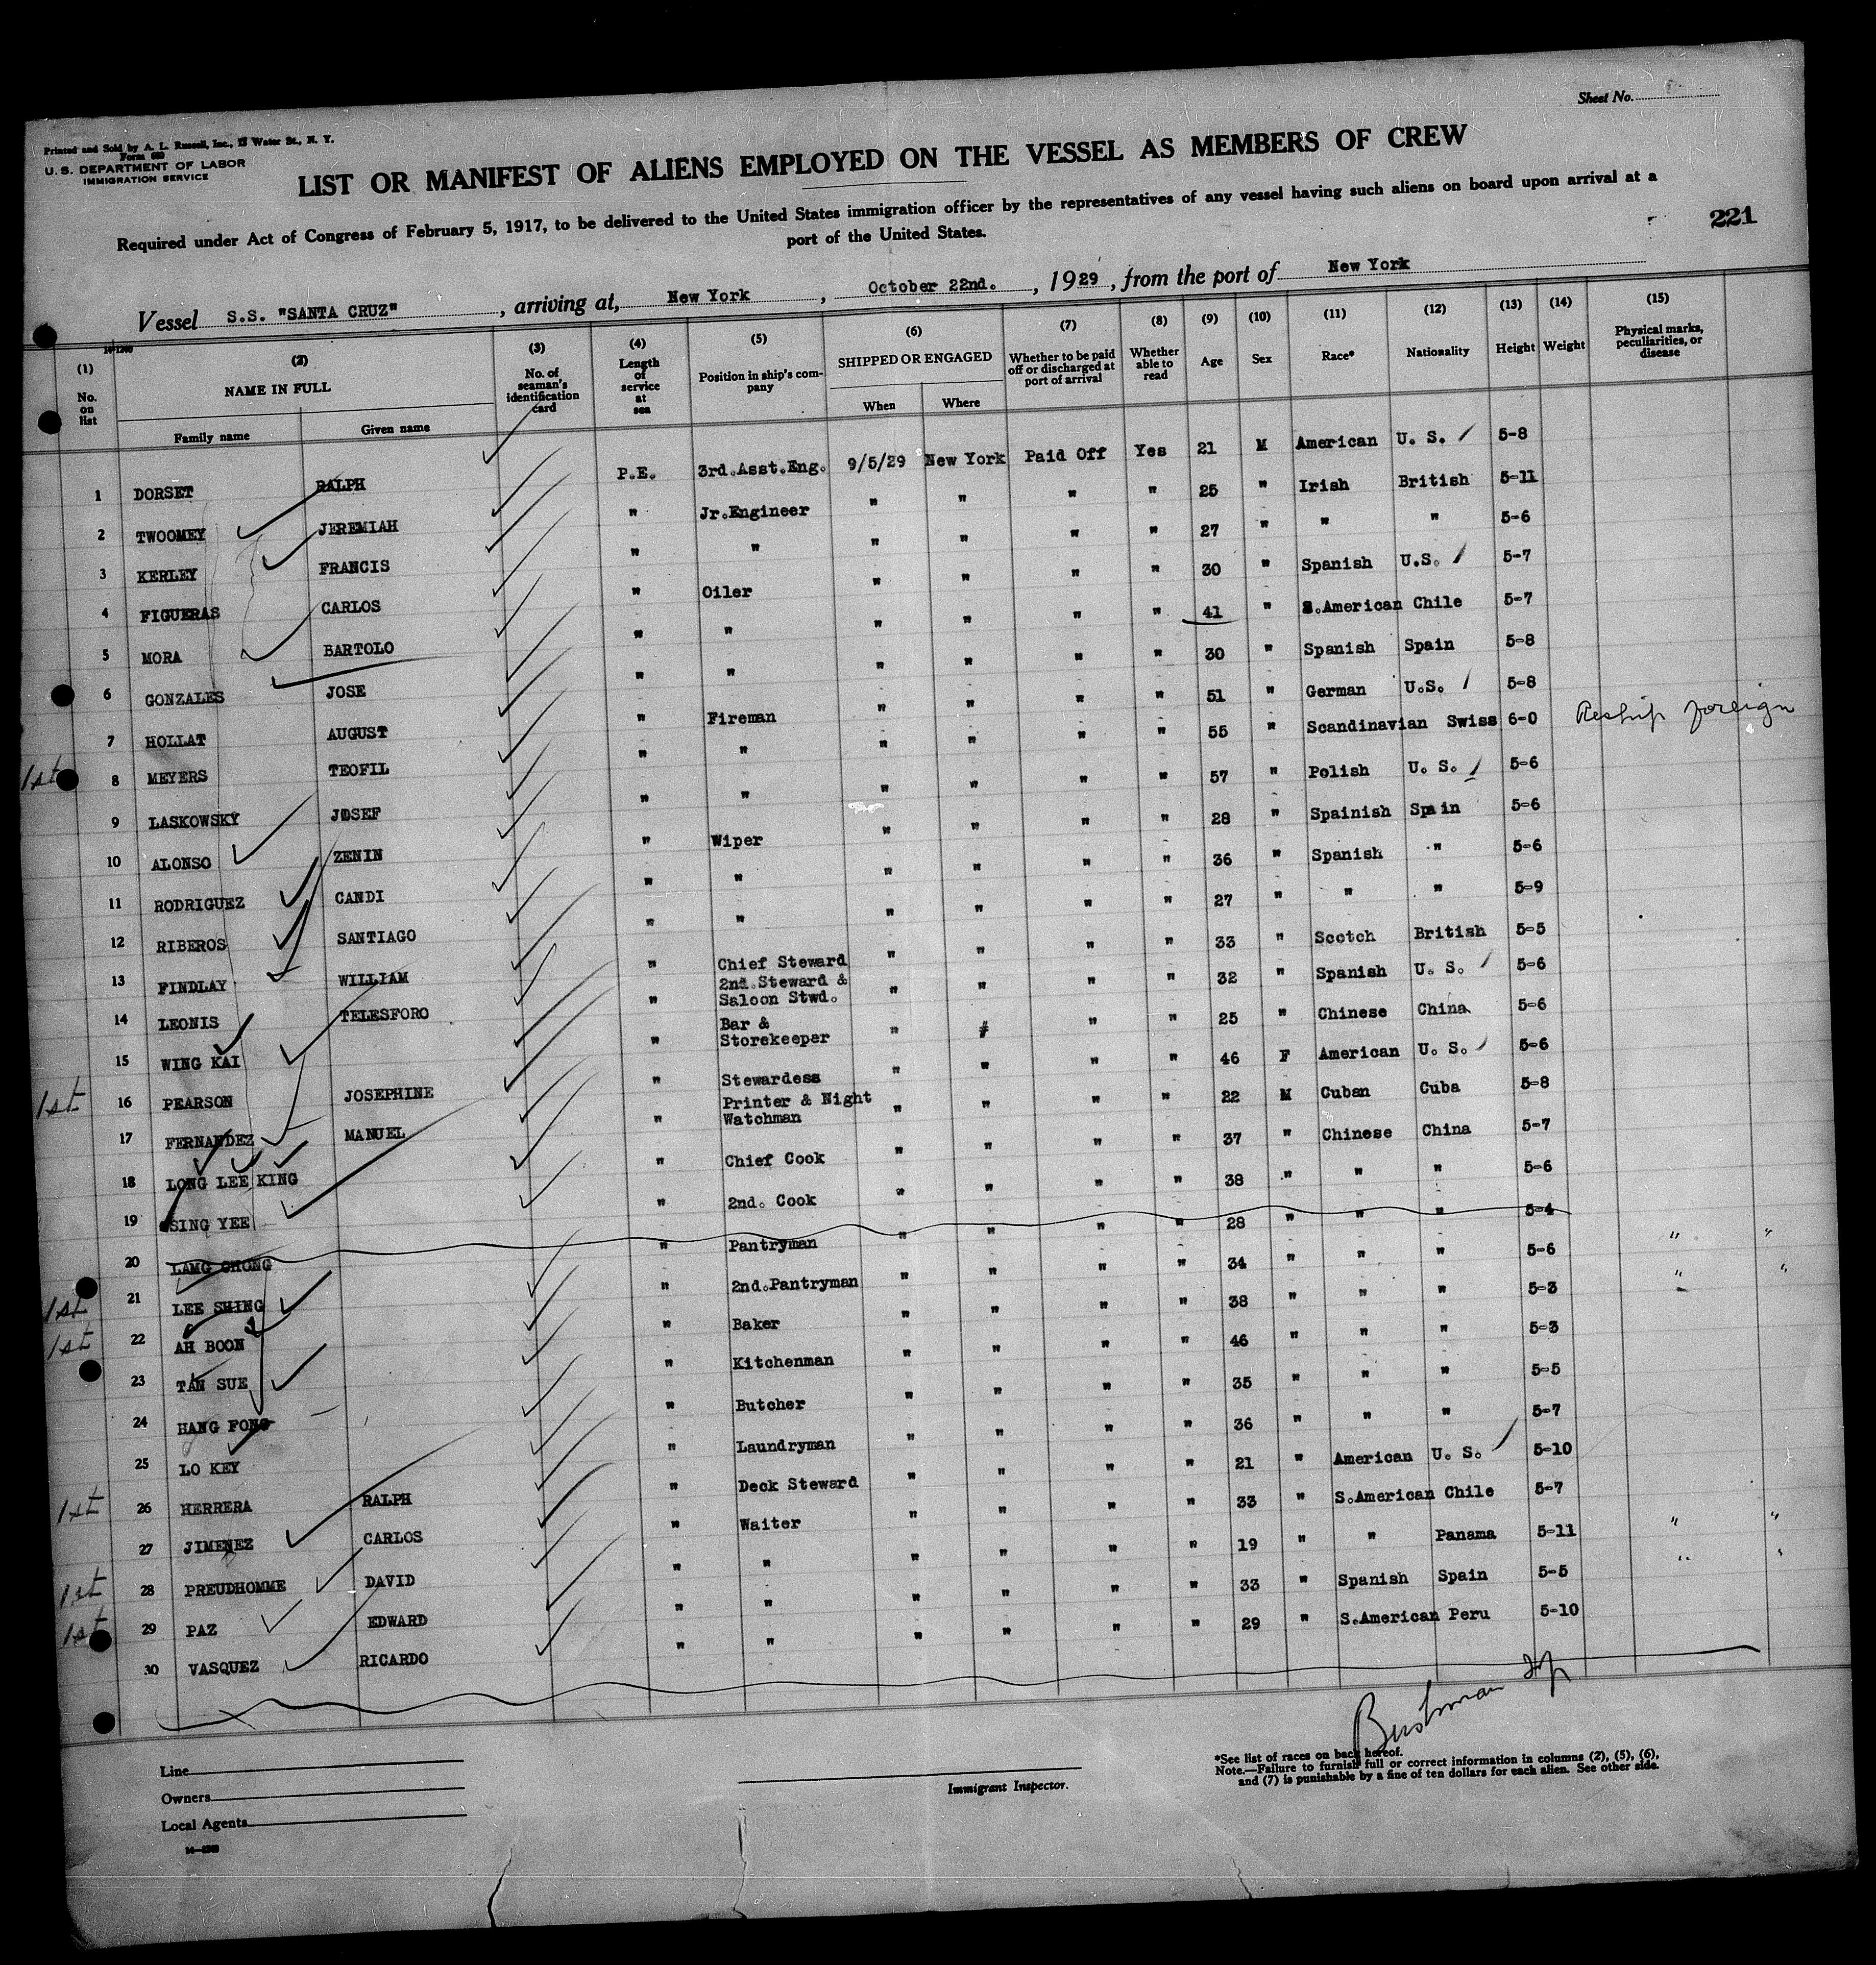 Sheet No.
Printed and Sold by A. L. Russell, Inc., 15 Water St., N. Y.
Form 680
U. S. DEPARTMENT OF LABOR
IMMIGRATION SERVICE
LIST OR MANIFEST OF ALIENS EMPLOYED ON THE VESSEL AS MEMBERS OF CREW
Required under Act of Congress of February 5, 1917, to be delivered to the United States immigration officer by the representatives of any vessel having such aliens on board upon arrival at a
port of the United States.
221
Vessel S.S. "SANTA CRUZ", arriving at, New York, October 22nd., 1929, from the port of New York
(1) No. on list
(2) NAME IN FULL
Family name Given name
(3) No. of seaman's identification card
(4) Length of service at sea
(5) Position in ship's company
(6) SHIPPED OR ENGAGED
When Where
(7) Whether to be paid off or discharged at port of arrival
(8) Whether able to read
(9) Age
(10) Sex
(11) Race*
(12) Nationality
(13) Height
(14) Weight
(15) Physical marks, peculiarities, or disease
1 DORSET RALPH P.E. 3rd.Asst.Eng. 9/5/29 New York Paid Off Yes 21 M American U. S. 5-8
2 TWOOMEY JEREMIAH " Jr.Engineer " " " " 25 " Irish British 5-11
3 KERLEY FRANCIS " " " " " " 27 " " " 5-6
4 FIGUERAS CARLOS " Oiler " " " " 30 " Spanish U.S. 5-7
5 MORA BARTOLO " " " " " " 41 " S.American Chile 5-7
6 GONZALES JOSE " " " " " " 30 " Spanish Spain 5-8
7 HOLLAT AUGUST " Fireman " " " " 51 " German U.S. 5-8
1st 8 MEYERS TEOFIL " " " " " " 55 " Scandinavian Swiss 6-0 Reship foreign
9 LASKOWSKY JOSEF " " " " " " 57 " Polish U. S. 5-6
10 ALONSO ZENIN " Wiper " " " " 28 " Spainish Spain 5-6
11 RODRIGUEZ CANDI " " " " " " 36 " Spanish " 5-6
12 RIBEROS SANTIAGO " " " " " " 27 " " " 5-9
13 FINDLAY WILLIAM " Chief Steward " " " " 33 " Scotch British 5-5
14 LEONIS TELESFORO " 2nd.Steward & Saloon Stwd. " " " " 32 " Spanish U. S. 5-6
15 WING KAI " Bar & Storekeeper " " " " 25 " Chinese China 5-6
1st 16 PEARSON JOSEPHINE " Stewardess " " " " 46 F American U. S. 5-6
17 FERNANDEZ MANUEL " Printer & Night Watchman " " " " 22 M Cuban Cuba 5-8
18 LONG LEE KING " Chief Cook " " " " 37 " Chinese China 5-7
19 SING YEE " 2nd. Cook " " " " 38 " " " 5-6
20 LAMG CHONG " Pantryman " " " " 28 " " " 5-4
1st 21 LEE SHING " 2nd.Pantryman " " " " 34 " " " 5-6 " "
1st 22 AH BOON " Baker " " " " 38 " " " 5-3 " "
23 TAN SUE " Kitchenman " " " " 46 " " " 5-3
24 HANG FONG " Butcher " " " " 35 " " " 5-5
25 LO KEY " Laundryman " " " " 36 " " " 5-7
1st 26 HERRERA RALPH " Deck Steward " " " " 21 " American U. S. 5-10
27 JIMENEZ CARLOS " Waiter " " " " 33 " S.American Chile 5-7
1st 28 PREUDHOMME DAVID " " " " " " 19 " " Panama 5-11 " "
1st 29 PAZ EDWARD " " " " " " 33 " Spanish Spain 5-5 " "
30 VASQUEZ RICARDO " " " " " " 29 " S.American Peru 5-10
Bushman
Line
Owners
Local Agents
Immigrant Inspector.
*See list of races on back hereof.
Note.—Failure to furnish full or correct information in columns (2), (5), (6),
and (7) is punishable by a fine of ten dollars for each alien. See other side.